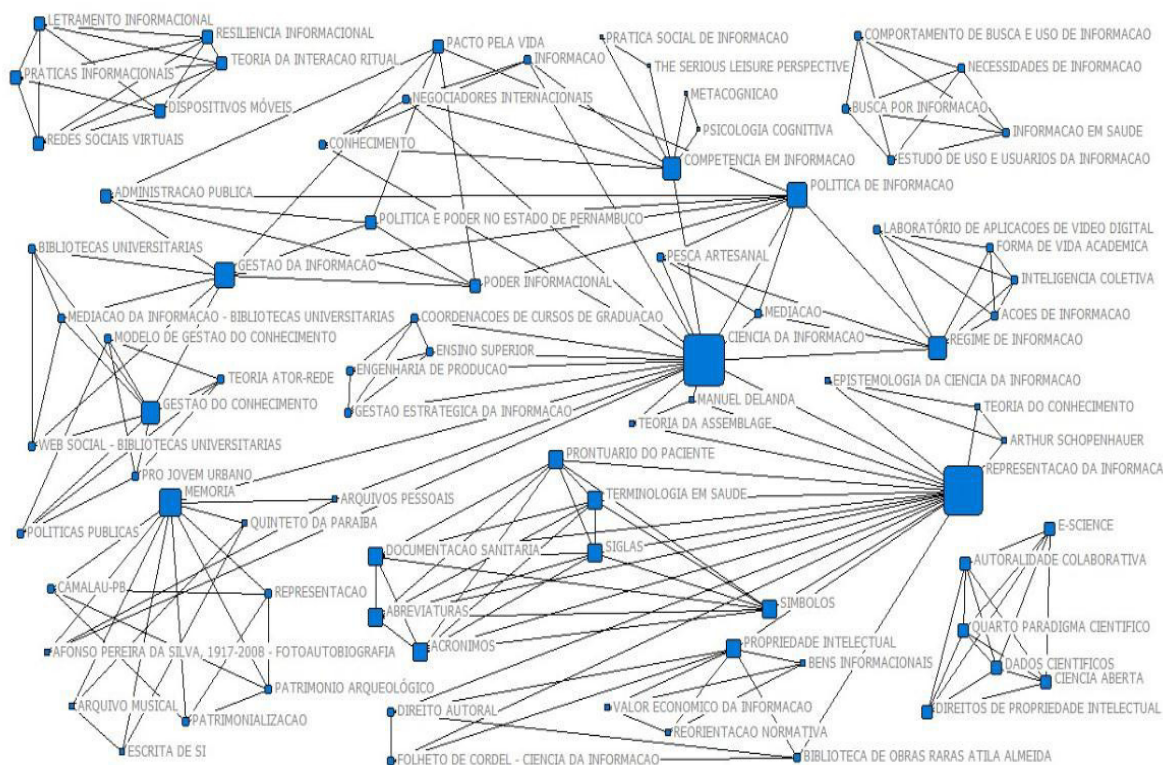 LETRAMENTO INFORMACIONAL
RESILIENCIA INFORMACIONAL
TEORIA DA INTERACAO RITUAL
PRATICAS INFORMACIONAIS
DISPOSITIVOS MÓVEIS
REDES SOCIAIS VIRTUAIS
PACTO PELA VIDA
INFORMACAO
NEGOCIADORES INTERNACIONAIS
CONHECIMENTO
PRATICA SOCIAL DE INFORMACAO
THE SERIOUS LEISURE PERSPECTIVE
METACOGNICAO
PSICOLOGIA COGNITIVA
COMPETENCIA EM INFORMACAO
COMPORTAMENTO DE BUSCA E USO DE INFORMACAO
NECESSIDADES DE INFORMACAO
BUSCA POR INFORMACAO
INFORMACAO EM SAUDE
ESTUDO DE USO E USUARIOS DA INFORMACAO
POLITICA DE INFORMACAO
ADMINISTRACAO PUBLICA
POLITICA E PODER NO ESTADO DE PERNAMBUCO
BIBLIOTECAS UNIVERSITARIAS
GESTAO DA INFORMACAO
PODER INFORMACIONAL
PESCA ARTESANAL
LABORATÓRIO DE APLICACOES DE VIDEO DIGITAL
FORMA DE VIDA ACADEMICA
INTELIGENCIA COLETIVA
ACOES DE INFORMACAO
REGIME DE INFORMACAO
MEDIACAO DA INFORMACAO - BIBLIOTECAS UNIVERSITARIAS
COORDENACOES DE CURSOS DE GRADUACAO
MEDIACAO
CIENCIA DA INFORMACAO
MODELO DE GESTAO DO CONHECIMENTO
ENSINO SUPERIOR
TEORIA ATOR-REDE
ENGENHARIA DE PRODUCAO
EPISTEMOLOGIA DA CIENCIA DA INFORMACAO
GESTAO DO CONHECIMENTO
GESTAO ESTRATEGICA DA INFORMACAO
MANUEL DELANDA
TEORIA DO CONHECIMENTO
TEORIA DA ASSEMBLAGE
WEB SOCIAL - BIBLIOTECAS UNIVERSITARIAS
ARTHUR SCHOPENHAUER
PRO JOVEM URBANO
PRONTUARIO DO PACIENTE
REPRESENTACAO DA INFORMACA
MEMORIA
ARQUIVOS PESSOAIS
TERMINOLOGIA EM SAUDE
QUINTETO DA PARAIBA
POLITICAS PUBLICAS
DOCUMENTACAO SANITARIA
SIGLAS
E-SCIENCE
AUTORALIDADE COLABORATIVA
CAMALAU-PB
REPRESENTACAO
ABREVIATURAS
SIMBOLOS
QUARTO PARADIGMA CIENTIFICO
ACRONIMOS
PROPRIEDADE INTELECTUAL
AFONSO PEREIRA DA SILVA, 1917-2008 - FOTOAUTOBIOGRAFIA
BENS INFORMACIONAIS
DADOS CIENTIFICOS
CIENCIA ABERTA
PATRIMONIO ARQUEOLÓGICO
ARQUIVO MUSICAL
PATRIMONIALIZACAO
DIREITO AUTORAL
VALOR ECONOMICO DA INFORMACAO
DIREITOS DE PROPRIEDADE INTELECTUAL
REORIENTACAO NORMATIVA
ESCRITA DE SI
FOLHETO DE CORDEL - CIENCIA DA INFORMACAO
BIBLIOTECA DE OBRAS RARAS ATILA ALMEIDA